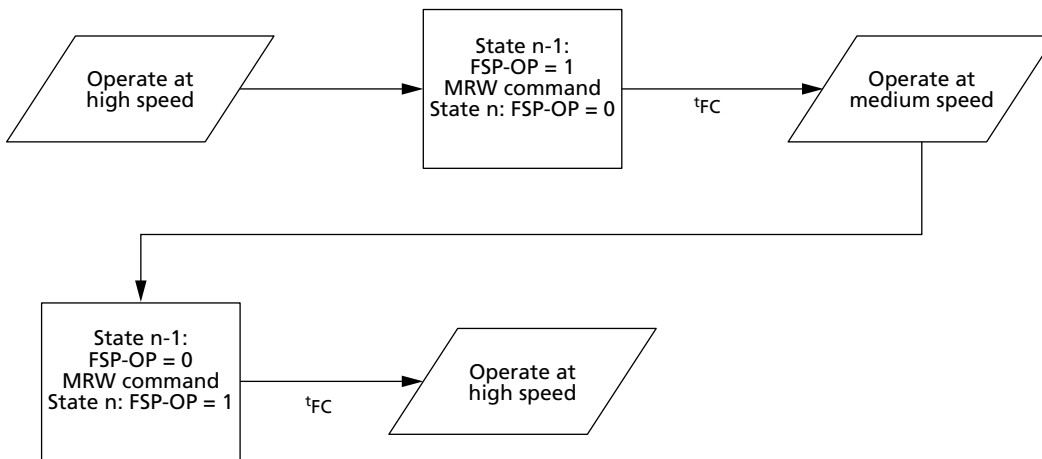 Operate at
high speed
State n-1:
FSP-OP = 1
MRW command
State n: FSP-OP = 0
tFC
Operate at
medium speed
State n-1:
FSP-OP = 0
MRW command
State n: FSP-OP = 1
tFC
Operate at
high speed